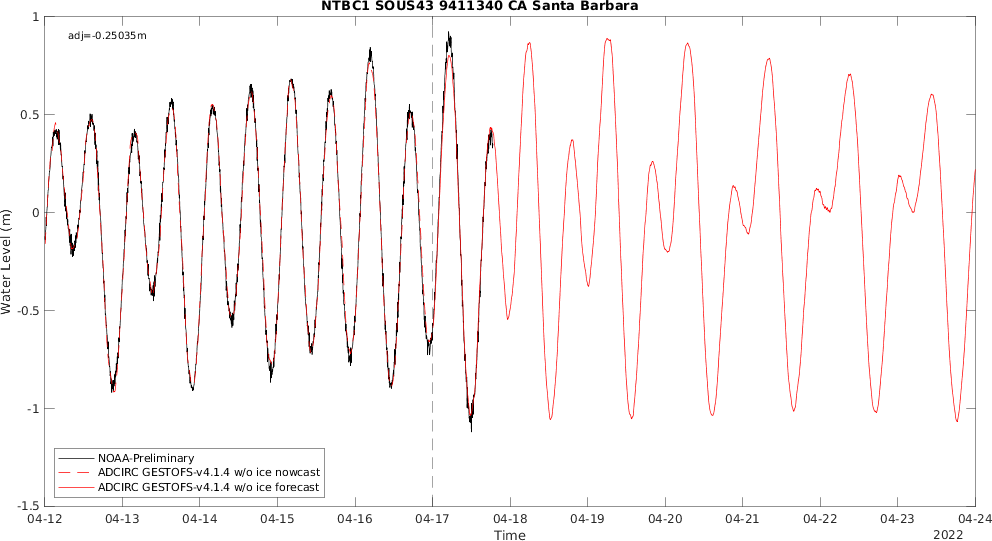 NTBC1 SOUS43 9411340 CA Santa Barbara
adj=-0.25035m
1
0.5
0
-0.5
-1
-1.5
Water Level (m)
NOAA-Preliminary
ADCIRC GESTOFS-v4.1.4 w/o ice nowcast
ADCIRC GESTOFS-v4.1.4 w/o ice forecast
04-12 04-13 04-14 04-15 04-16 04-17 04-18 04-19 04-20 04-21 04-22 04-23 04-24
Time
2022